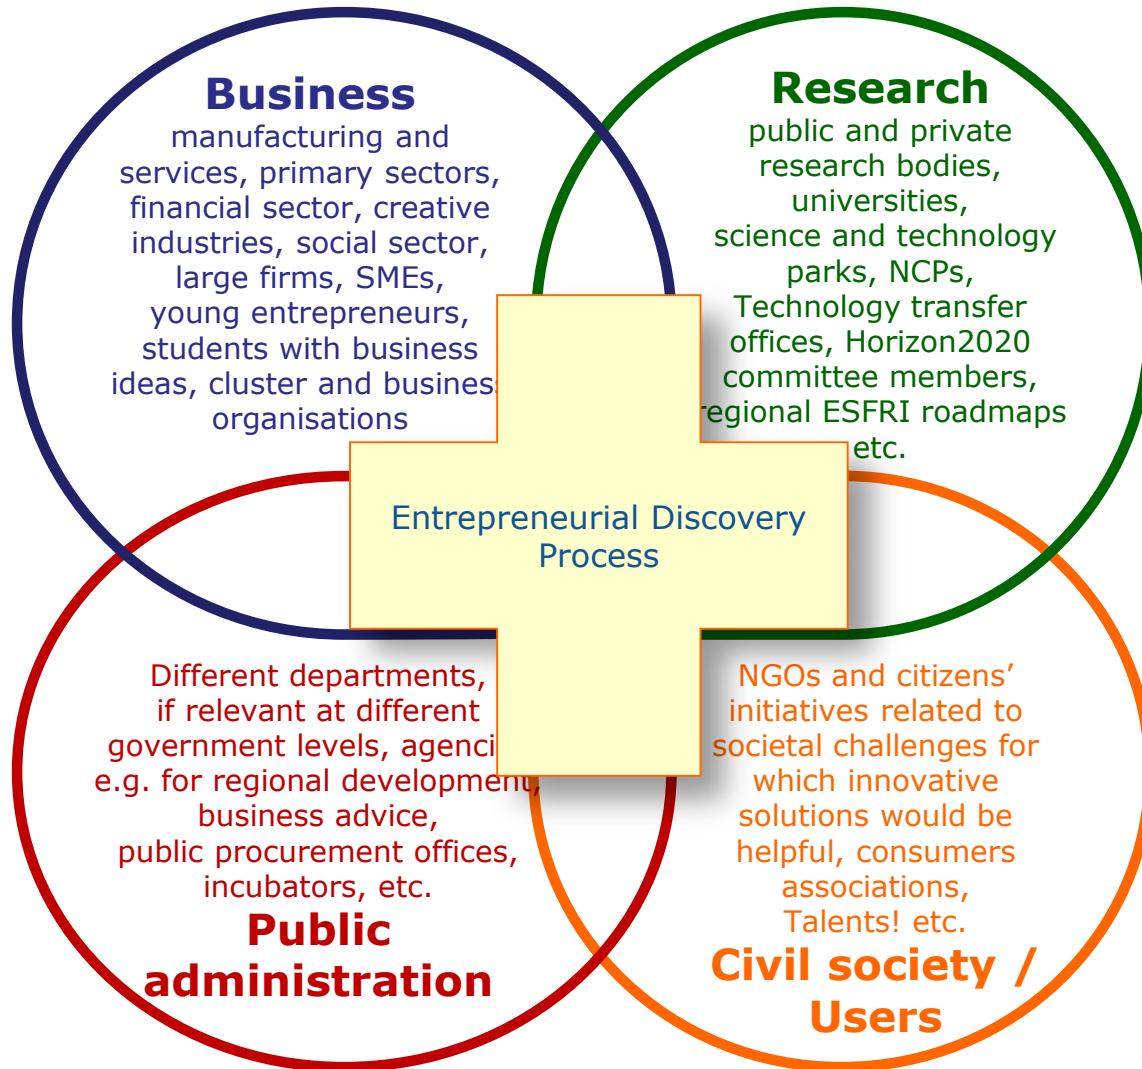 Business
manufacturing and
services, primary sectors,
financial sector, creative
industries, social sector,
large firms, SMEs,
young entrepreneurs,
students with business
ideas, cluster and business
organisations
Research
public and private
research bodies,
universities,
science and technology
parks, NCPs,
Technology transfer
offices, Horizon2020
committee members,
regional ESFRI roadmaps
etc.
Entrepreneurial Discovery
Process
Different departments,
if relevant at different
government levels, agenci
e.g. for regional development,
business advice,
public procurement offices,
incubators, etc.
Public
administration
NGOs and citizens’
initiatives related to
societal challenges for
which innovative
solutions would be
helpful, consumers
associations,
Talents! etc.
Civil society /
Users